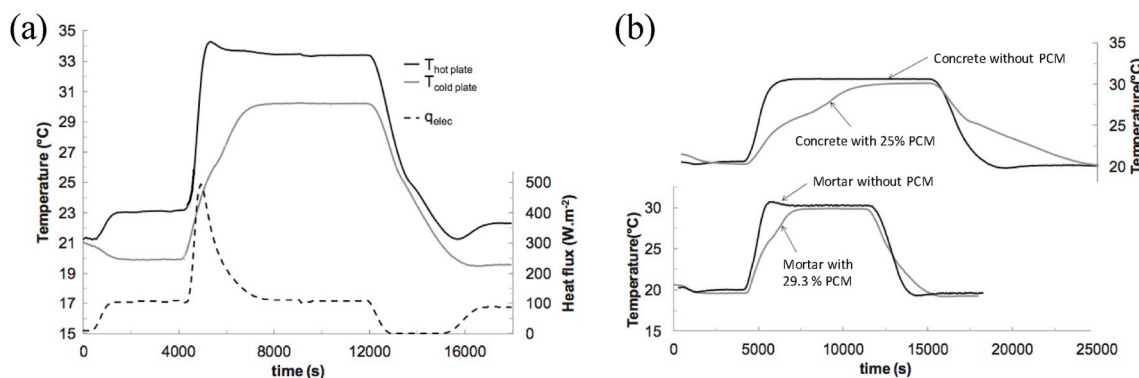 (a)
35
33
31
29
27
25
23
21
19
17
15
Temperature (°C)
T hot plate
T cold plate
q elec
500
400
300
200
100
0
Heat flux (W.m-2)
0
4000
8000
12000
16000
time (s)
(b)
Concrete without PCM
Concrete with 25% PCM
35
30
25
20
Temperature(°C)
Mortar without PCM
Mortar with
29.3 % PCM
30
25
20
15
Temperature(°C)
0
5000
10000
15000
20000
25000
time (s)